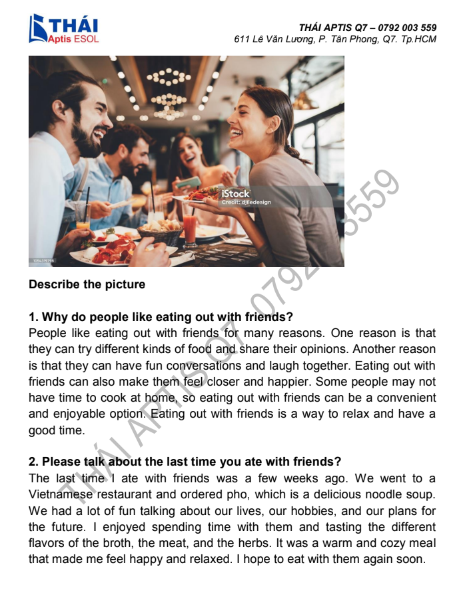 THÁI
Aptis ESOL
THÁI APTIS Q7 – 0792 003 559
611 Lê Văn Lương, P. Tân Phong, Q7. Tp.HCM
iStock
Credit: djfedesign
Describe the picture
1. Why do people like eating out with friends?
People like eating out with friends for many reasons. One reason is that
they can try different kinds of food and share their opinions. Another reason
is that they can have fun conversations and laugh together. Eating out with
friends can also make them feel closer and happier. Some people may not
have time to cook at home, so eating out with friends can be a convenient
and enjoyable option. Eating out with friends is a way to relax and have a
good time.
2. Please talk about the last time you ate with friends?
The last time I ate with friends was a few weeks ago. We went to a
Vietnamese restaurant and ordered pho, which is a delicious noodle soup.
We had a lot of fun talking about our lives, our hobbies, and our plans for
the future. I enjoyed spending time with them and tasting the different
flavors of the broth, the meat, and the herbs. It was a warm and cozy meal
that made me feel happy and relaxed. I hope to eat with them again soon.